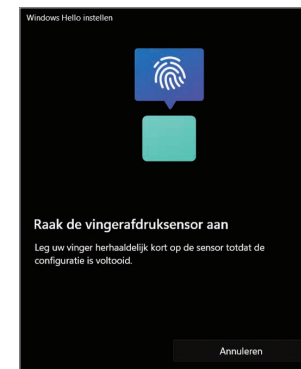 Windows Hello instellen
Raak de vingerafdruksensor aan
Leg uw vinger herhaaldelijk kort op de sensor totdat de
configuratie is voltooid.
Annuleren